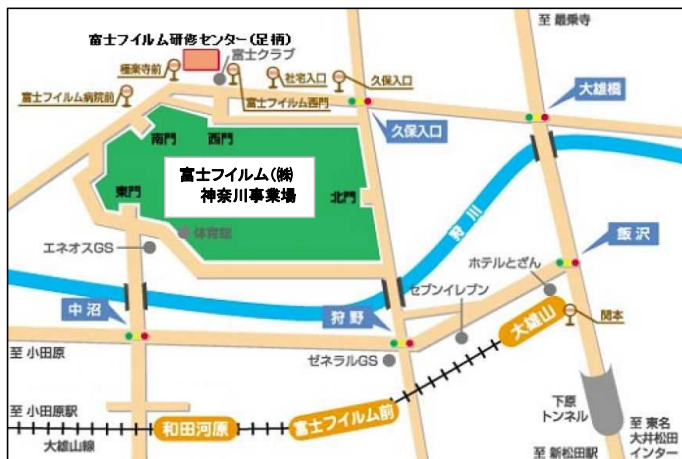 至 最乗寺
富士フイルム研修センター(足柄)
富士クラブ
極楽寺前
社宅入口
久保入口
富士フイルム病院前
富士フイルム西門
大雄橋
久保入口
南門
西門
富士フイルム(㈱)
神奈川事業場
東門
北門
狩川
体育館
飯沢
エネオスGS
ホテルとざん
中沼
狩野
セブンイレブン
大雄山
関本
至 小田原
ゼネラルGS
下原
トンネル
至 小田原駅
和田河原
富士フイルム前
大雄山線
至 新松田駅
至 東名
大井松田
インター